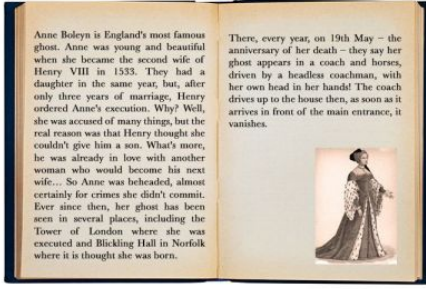 Anne Boleyn is England's most famous
ghost. Anne was young and beautiful
when she became the second wife of
Henry VIII in 1533. They had a
daughter in the same year, but, after
only three years of marriage, Henry
ordered Anne's execution. Why? Well,
she was accused of many things, but the
real reason was that Henry thought she
couldn't give him a son. What's more,
he was already in love with another
woman who would become his next
wife... So Anne was beheaded, almost
certainly for crimes she didn't commit.
Ever since then, her ghost has been
seen in several places, including the
Tower of London where she was
executed and Blickling Hall in Norfolk
where it is thought she was born.
There, every year, on 19th May – the
anniversary of her death – they say her
ghost appears in a coach and horses,
driven by a headless coachman, with
her own head in her hands! The coach
drives up to the house then, as soon as it
arrives in front of the main entrance, it
vanishes.